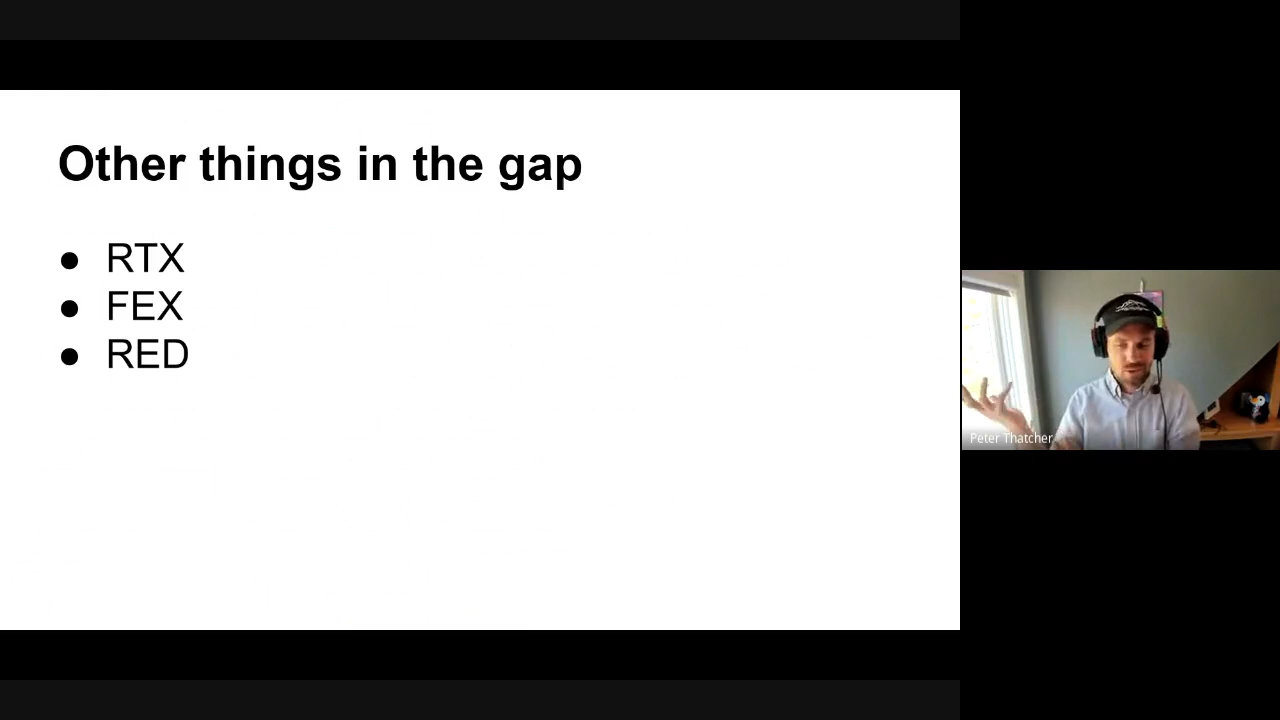 Other things in the gap
● RTX
● FEX
● RED
Peter Thatcher